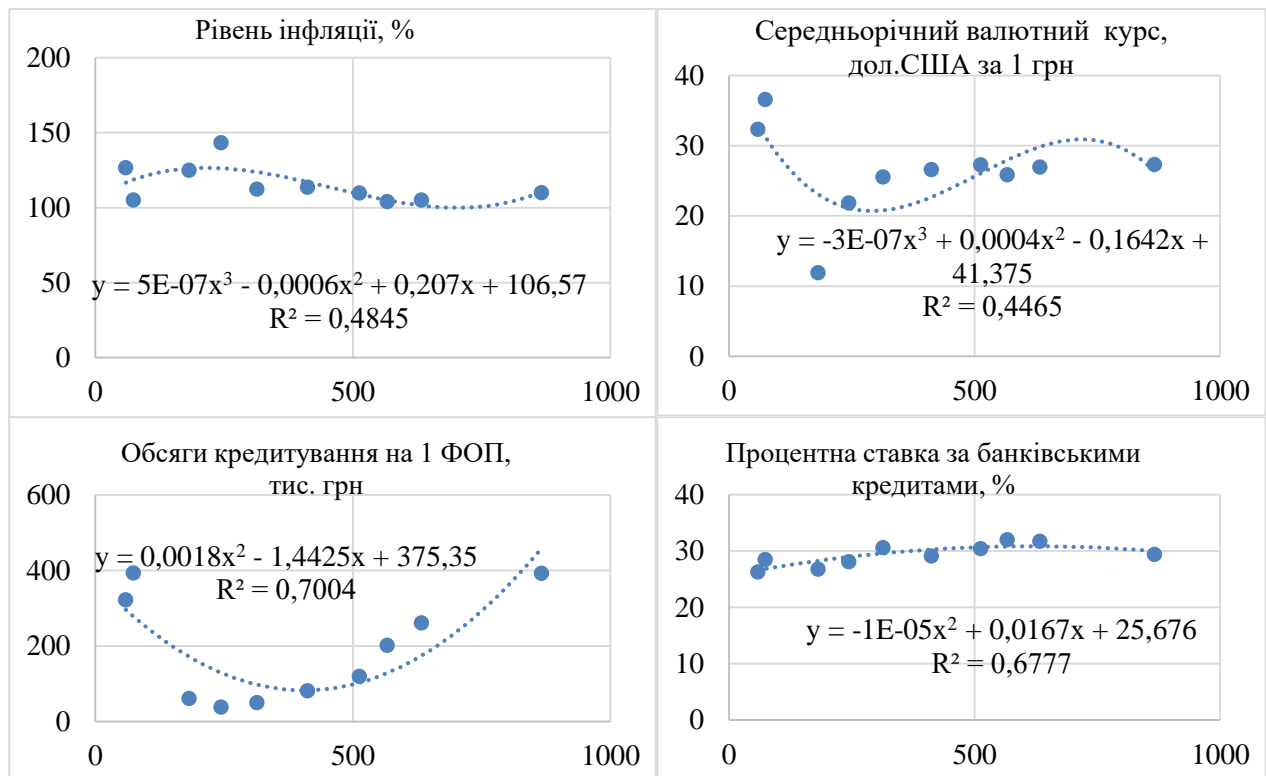 Рівень інфляції, %
200
150
100
50
0
y = 5E-07x³ - 0,0006x² + 0,207x + 106,57
R² = 0,4845
0 500 1000
Середньорічний валютний курс,
дол.США за 1 грн
40
30
20
10
0
y = -3E-07x³ + 0,0004x² - 0,1642x +
41,375
R² = 0,4465
0 500 1000
Обсяги кредитування на 1 ФОП,
тис. грн
600
400
200
0
y = 0,0018x² - 1,4425x + 375,35
R² = 0,7004
0 500 1000
Процентна ставка за банківськими
кредитами, %
40
30
20
10
0
y = -1E-05x² + 0,0167x + 25,676
R² = 0,6777
0 500 1000